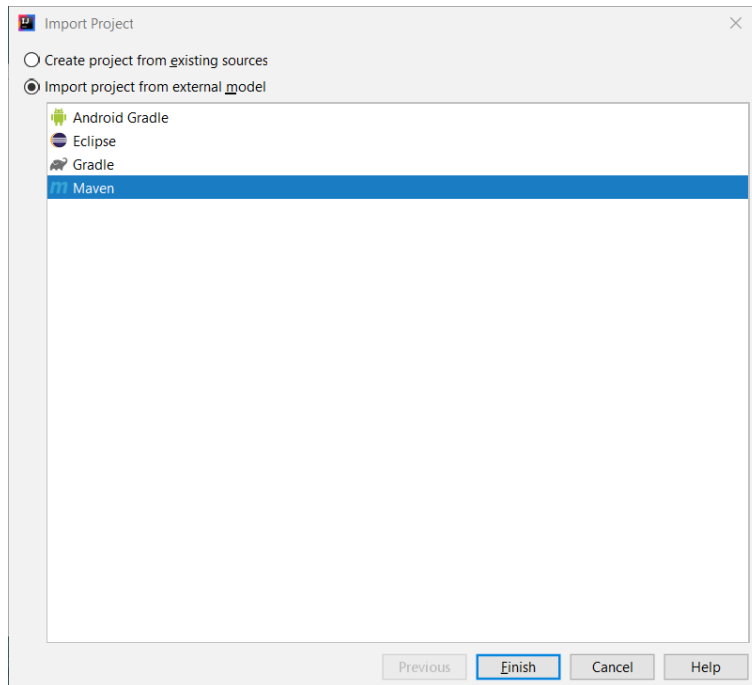 Import Project
Create project from existing sources
Import project from external model
Android Gradle
Eclipse
Gradle
Maven
Previous Finish Cancel Help